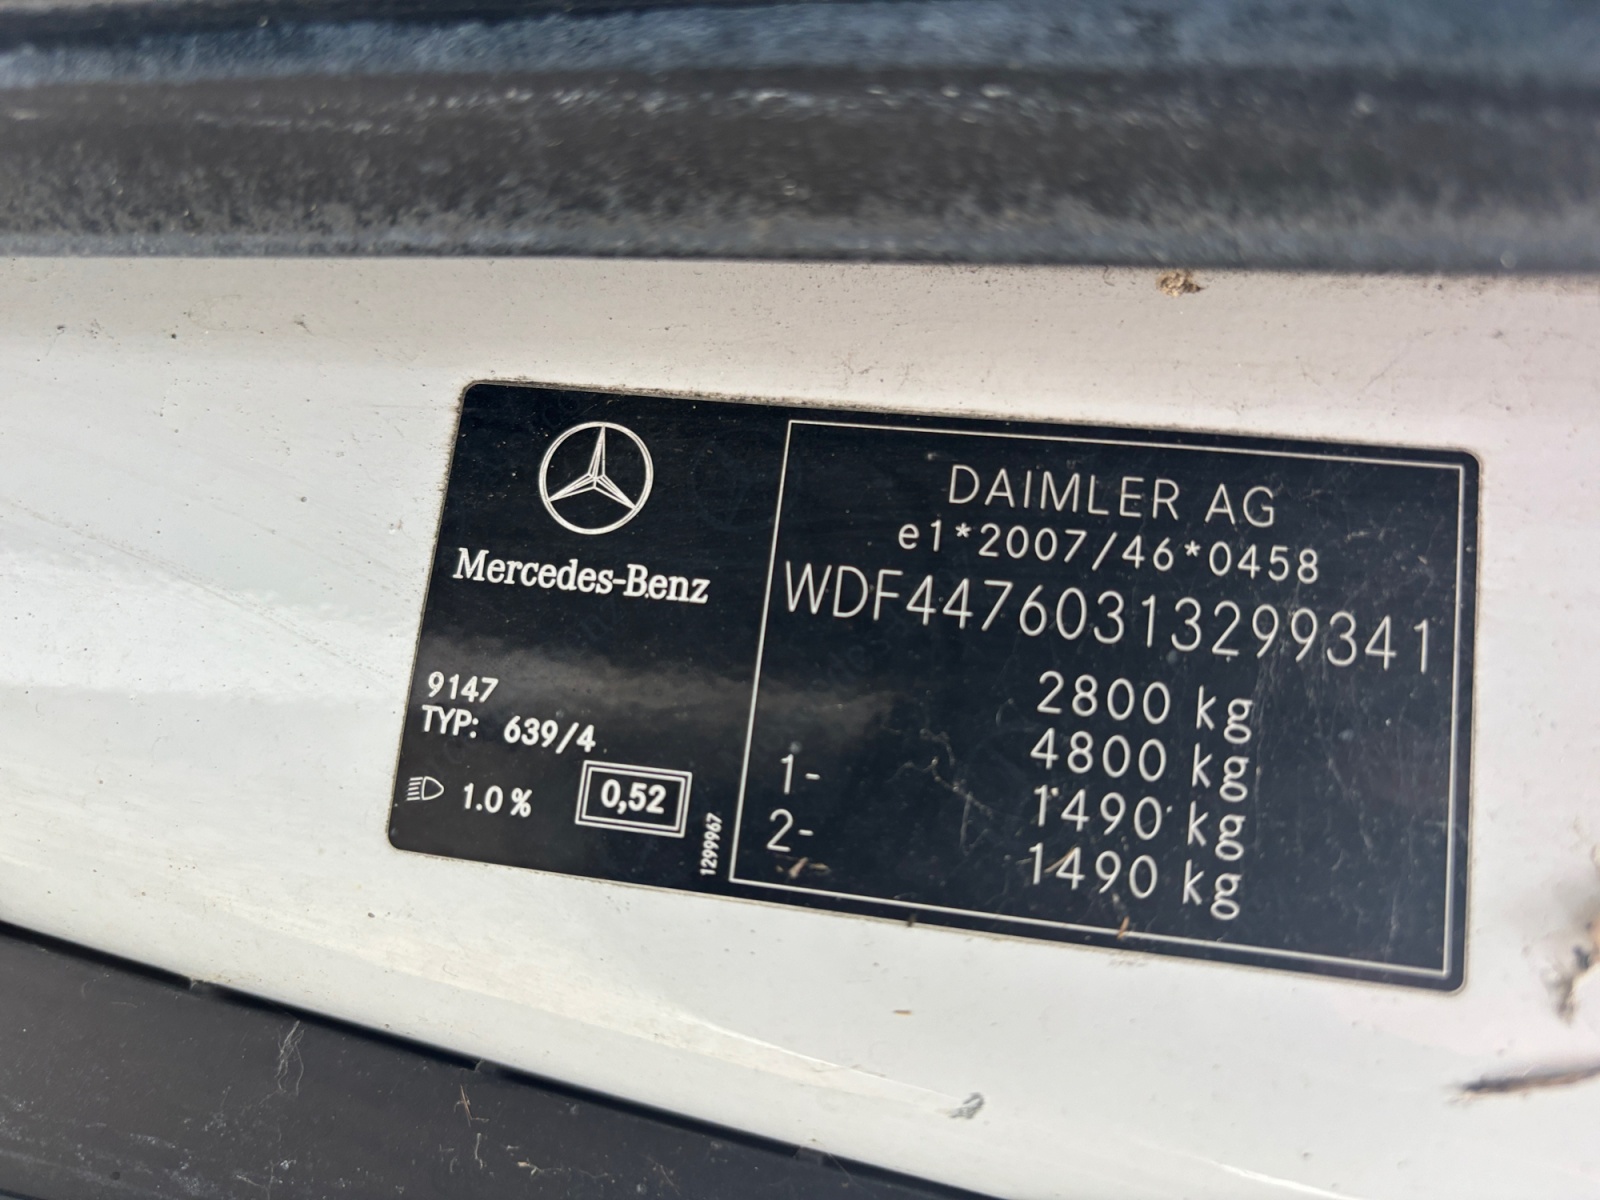 Mercedes-Benz
9147
TYP: 639/4
1.0 %
0,52
1299967
DAIMLER AG
e1*2007/46*0458
WDF44760313299341
2800 kg
4800 kg
1- 1490 kg
2- 1490 kg